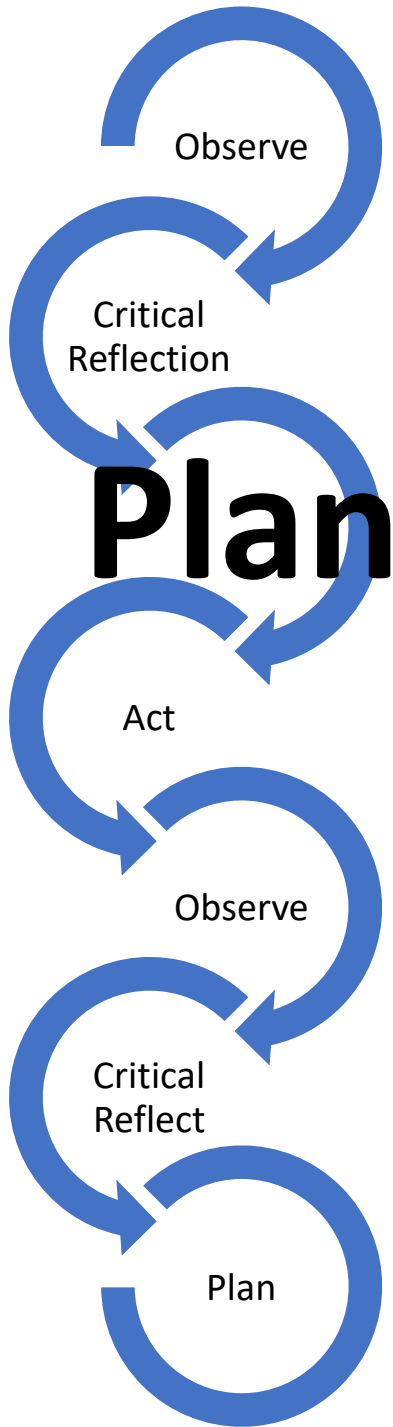 Observe
Critical
Reflection
Plan
Act
Observe
Critical
Reflect
Plan